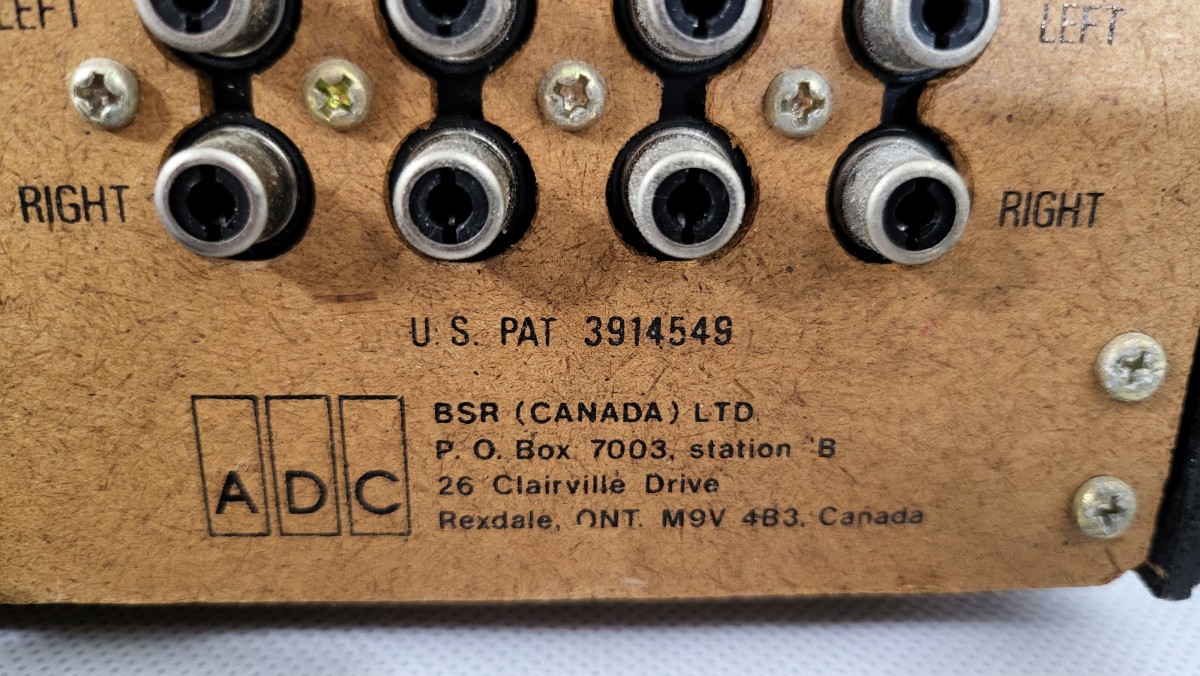 LEFT
LEFT
RIGHT
RIGHT
U.S. PAT 3914549
ADC
BSR (CANADA) LTD.
P. O. Box 7003, station 'B
26 Clairville Drive
Rexdale, ONT. M9V 4B3. Canada